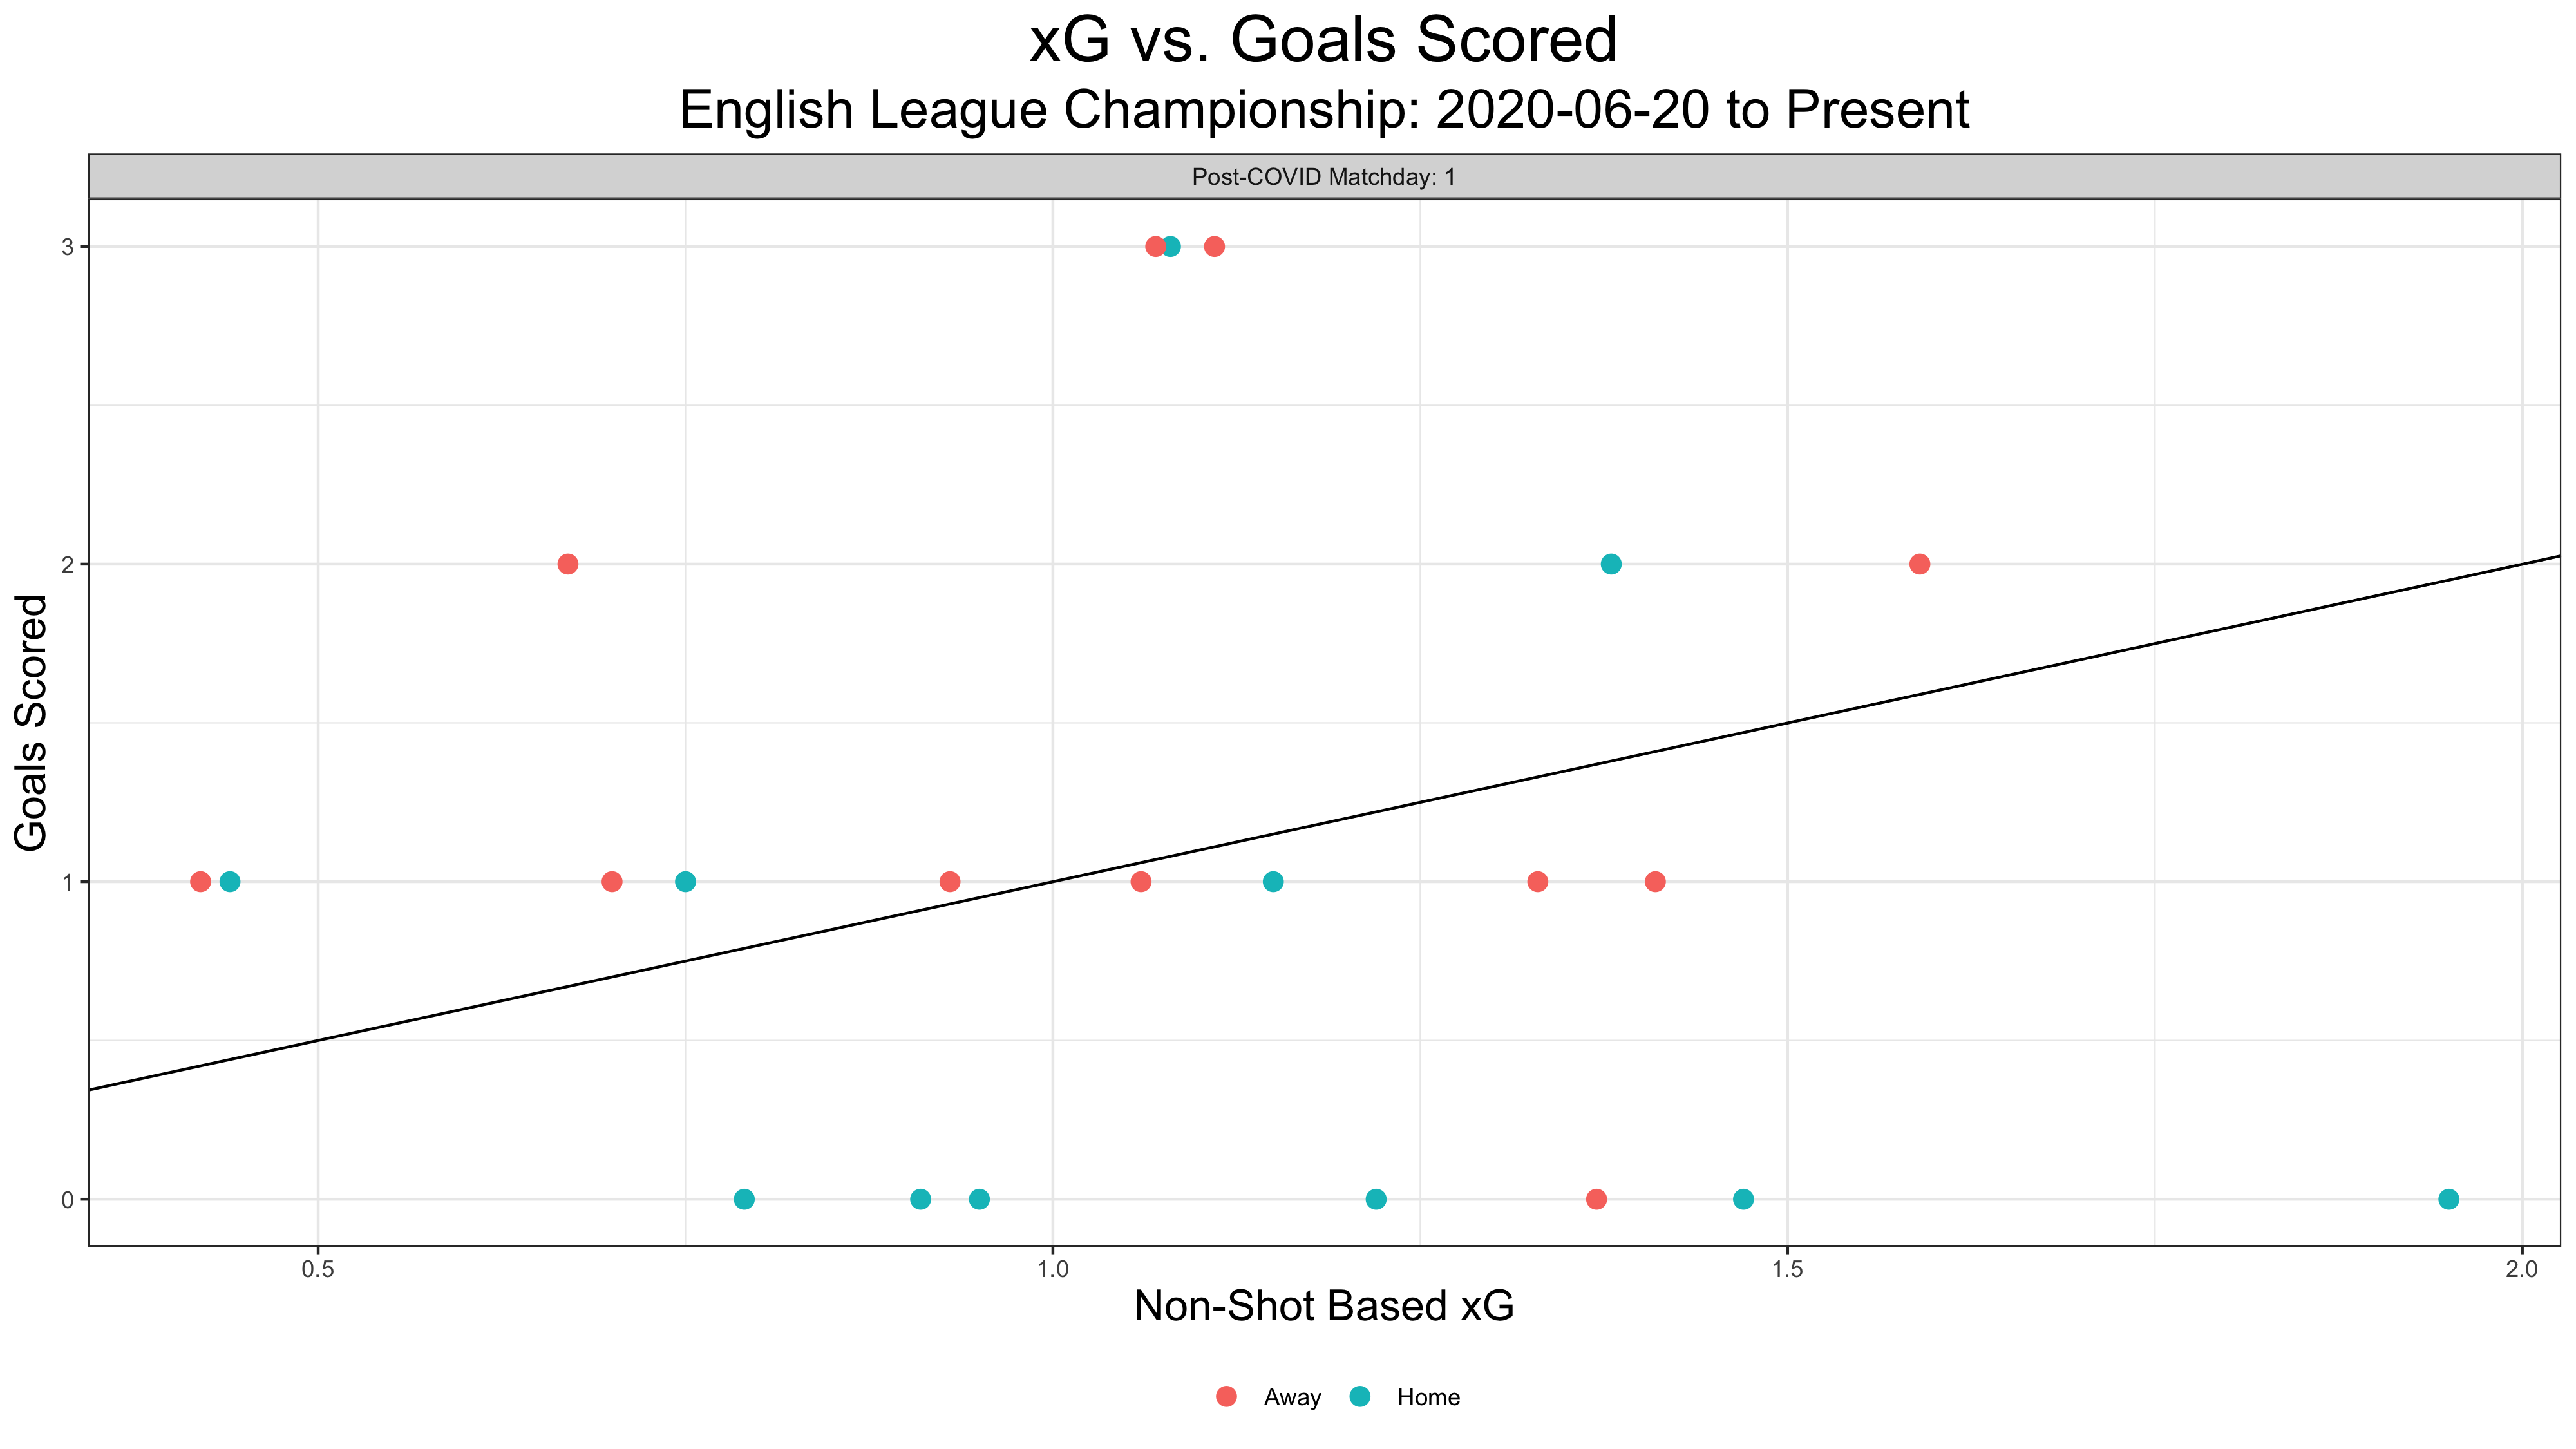 xG vs. Goals Scored
English League Championship: 2020-06-20 to Present
Post-COVID Matchday: 1
3
2
1
0
Goals Scored
0.5 1.0 1.5 2.0
Non-Shot Based xG
Away Home